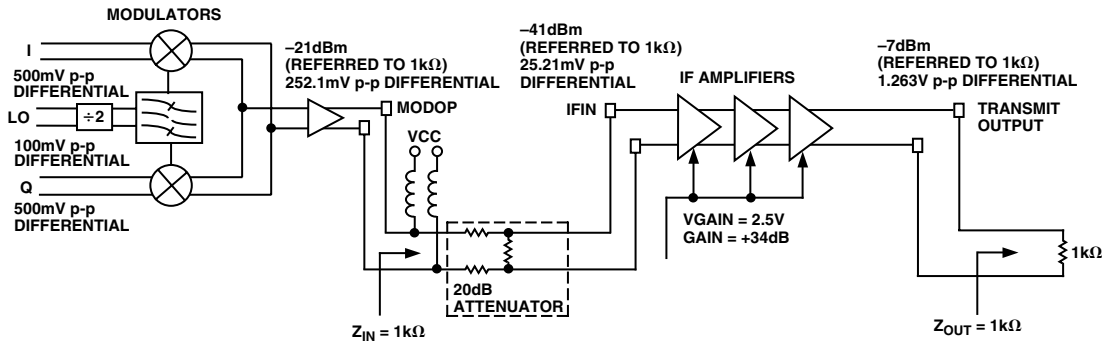 MODULATORS
I
500mV p-p
DIFFERENTIAL
LO
÷2
100mV p-p
DIFFERENTIAL
Q
500mV p-p
DIFFERENTIAL
–21dBm
(REFERRED TO 1kΩ)
252.1mV p-p DIFFERENTIAL
MODOP
VCC
20dB
ATTENUATOR
ZIN = 1kΩ
–41dBm
(REFERRED TO 1kΩ)
25.21mV p-p
DIFFERENTIAL
IFIN
IF AMPLIFIERS
VGAIN = 2.5V
GAIN = +34dB
–7dBm
(REFERRED TO 1kΩ)
1.263V p-p DIFFERENTIAL
TRANSMIT
OUTPUT
1kΩ
ZOUT = 1kΩ